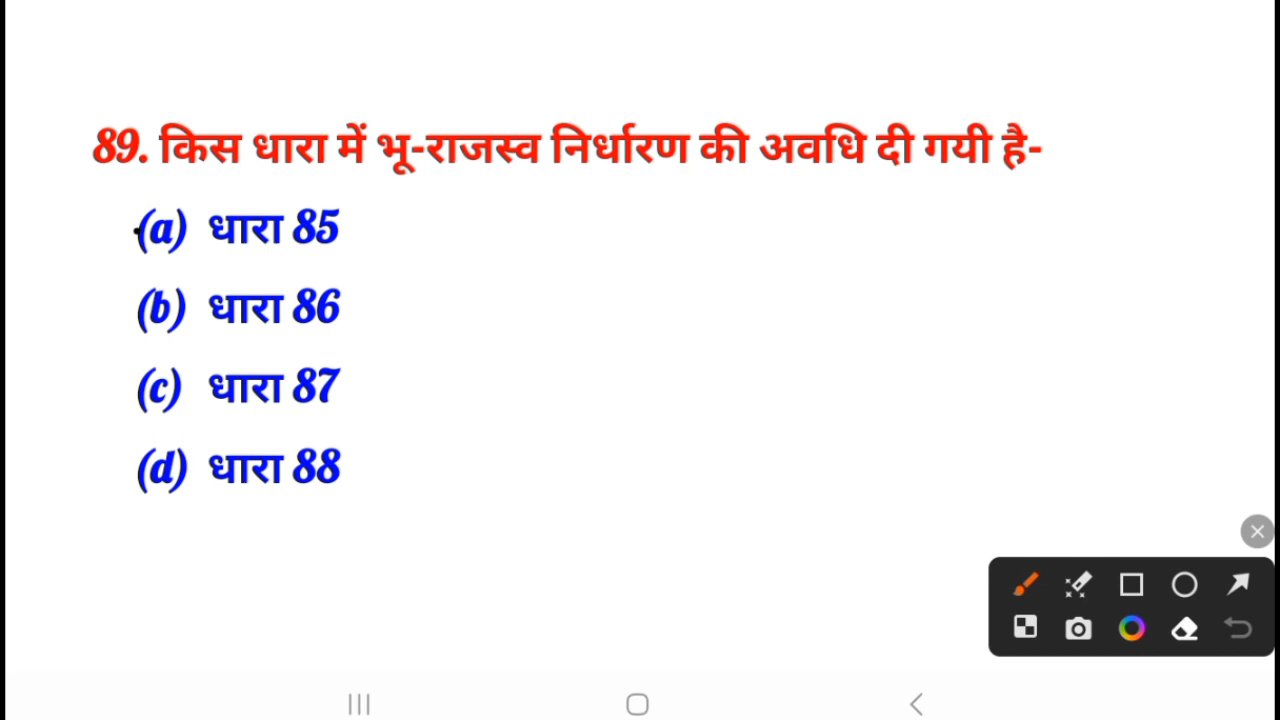 89. किस धारा में भू-राजस्व निर्धारण की अवधि दी गयी है-
(a) धारा 85
(b) धारा 86
(c) धारा 87
(d) धारा 88